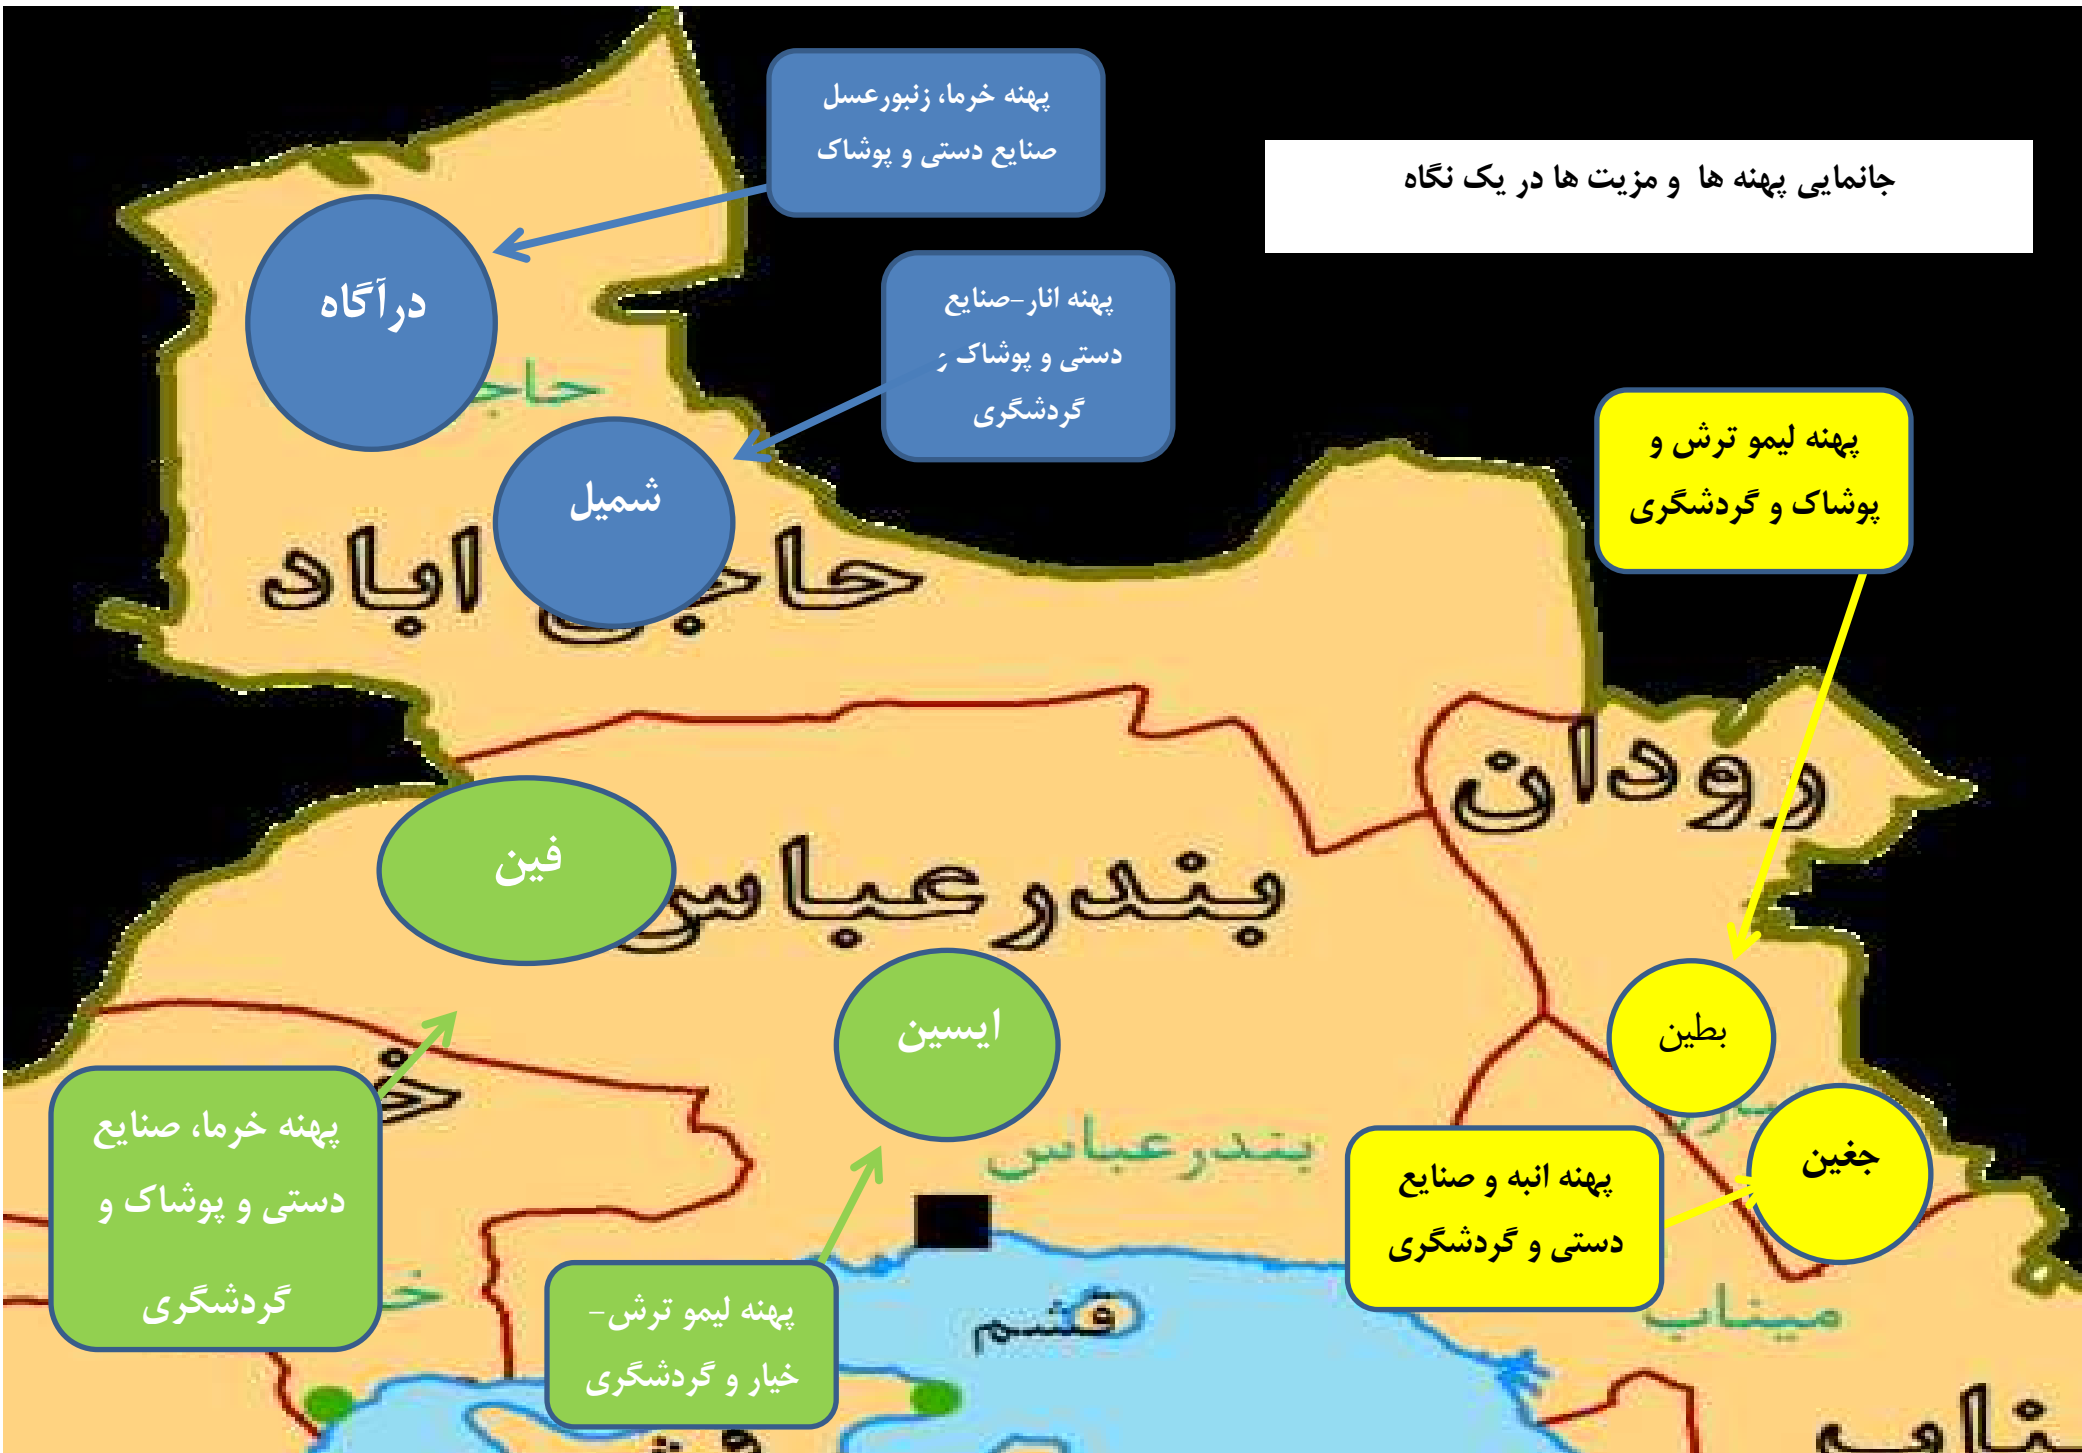 جانمایی پهنه ها و مزیت ها در یک نگاه
پهنه خرما، زنبورعسل
صنایع دستی و پوشاک
درآگاه
پهنه انار-صنایع
دستی و پوشاک و
گردشگری
حاج
شمیل
حاجی اباد
پهنه لیمو ترش و
پوشاک و گردشگری
رودان
فین
بندرعباس
ایسین
بطین
جغین
پهنه خرما، صنایع
دستی و پوشاک و
گردشگری
بندرعباس
پهنه انبه و صنایع
دستی و گردشگری
پهنه لیمو ترش-
خیار و گردشگری
قشم
میناب